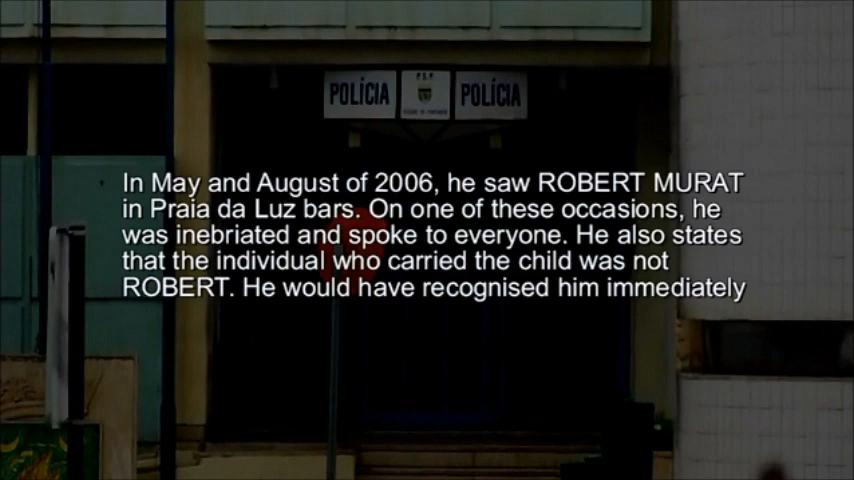 POLÍCIA P.S.P. POLÍCIA
In May and August of 2006, he saw ROBERT MURAT
in Praia da Luz bars. On one of these occasions, he
was inebriated and spoke to everyone. He also states
that the individual who carried the child was not
ROBERT. He would have recognised him immediately